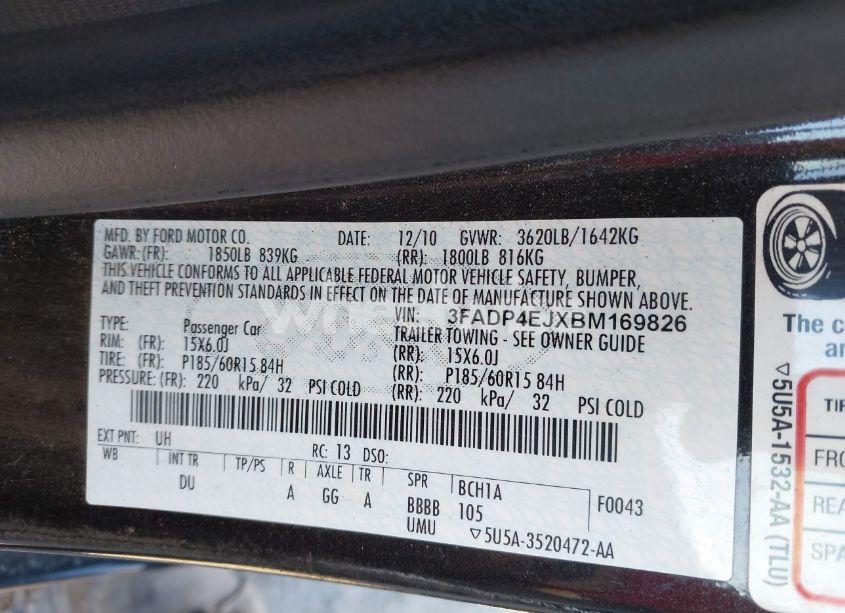 MFD. BY FORD MOTOR CO. DATE: 12/10 GVWR: 3620LB/1642KG
GAWR: (FR): 1850LB 839KG (RR): 1800LB 816KG
THIS VEHICLE CONFORMS TO ALL APPLICABLE FEDERAL MOTOR VEHICLE SAFETY, BUMPER,
AND THEFT PREVENTION STANDARDS IN EFFECT ON THE DATE OF MANUFACTURE SHOWN ABOVE.
VIN: 3FADP4EJXBM169826
TYPE: Passenger Car TRAILER TOWING - SEE OWNER GUIDE
RIM: (FR): 15X6.0J (RR): 15X6.0J
TIRE: (FR): P185/60R15 84H (RR): P185/60R15 84H
PRESSURE: (FR): 220 kPa/ 32 PSI COLD (RR): 220 kPa/ 32 PSI COLD
EXT PNT: UH RC: 13 DSO:
WB INT TR TP/PS R AXLE TR SPR BCH1A F0043
DU A GG A BBBB 105
UMU ▽5U5A-3520472-AA
The c
an
TIR
FRO
REA
SPA
▽5U5A-1532-AA (TLU)